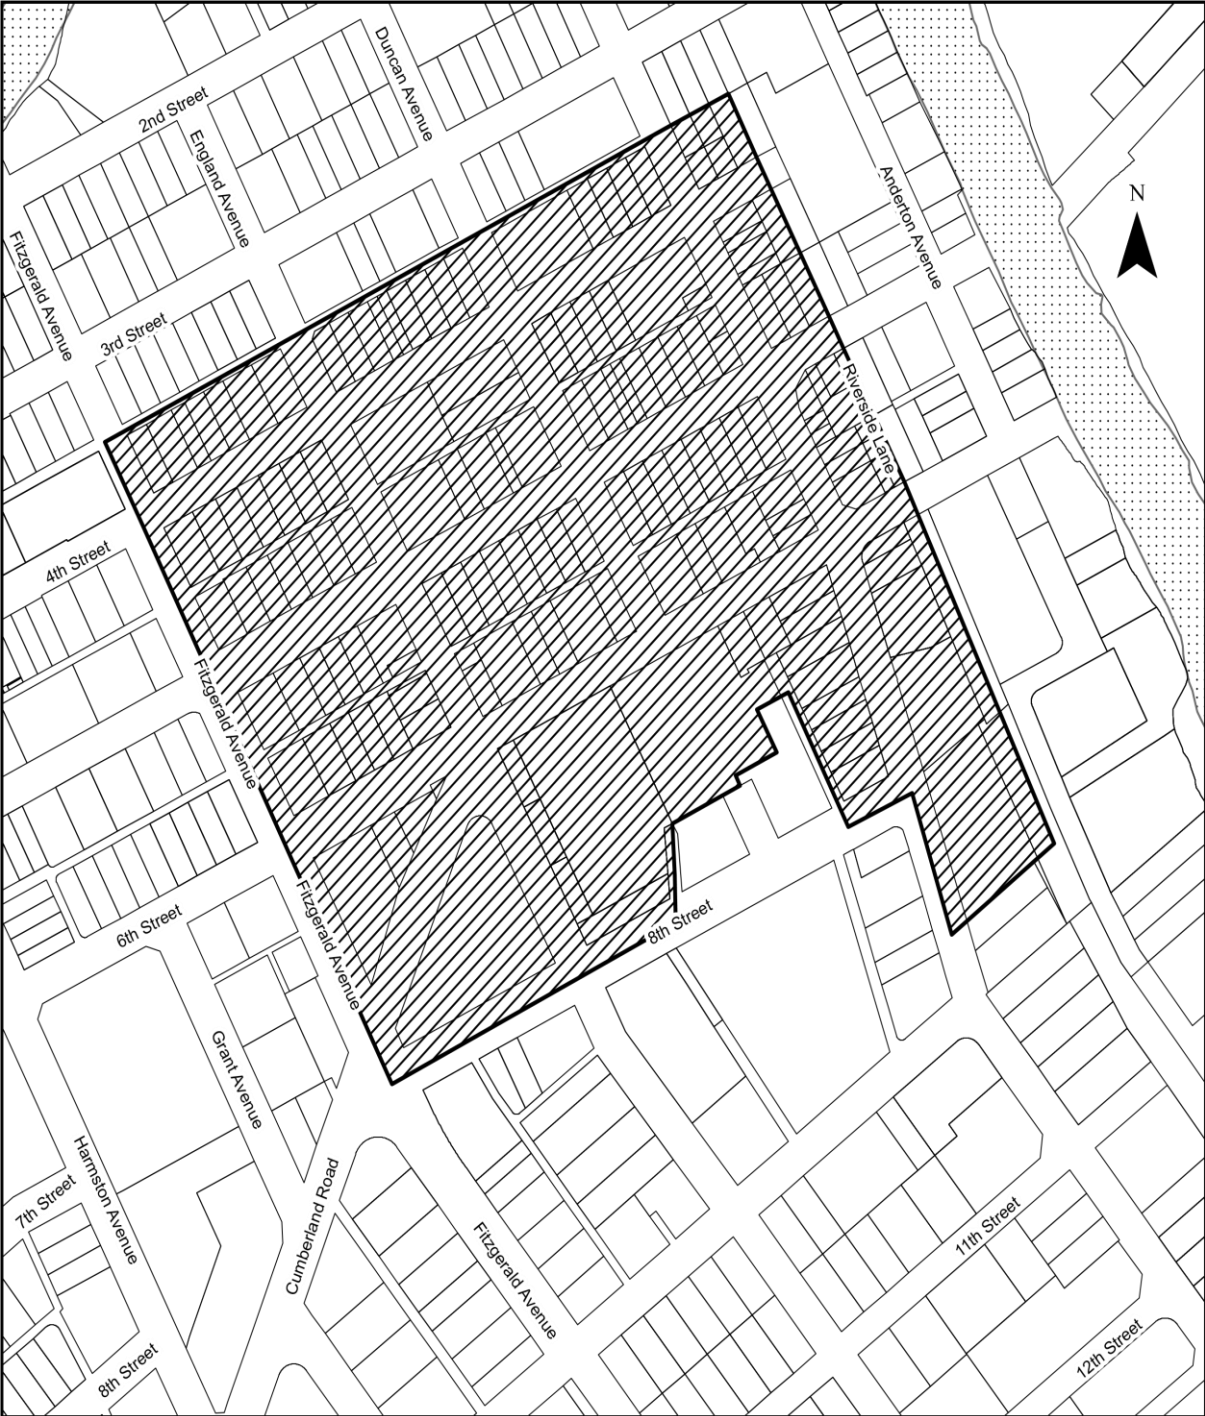 Duncan Avenue
2nd Street
England Avenue
Anderton Avenue
N
Fitzgerald Avenue
3rd Street
Riverside Lane
4th Street
Fitzgerald Avenue
Fitzgerald Avenue
6th Street
8th Street
Grant Avenue
Harmston Avenue
7th Street
Cumberland Road
Fitzgerald Avenue
11th Street
8th Street
12th Street